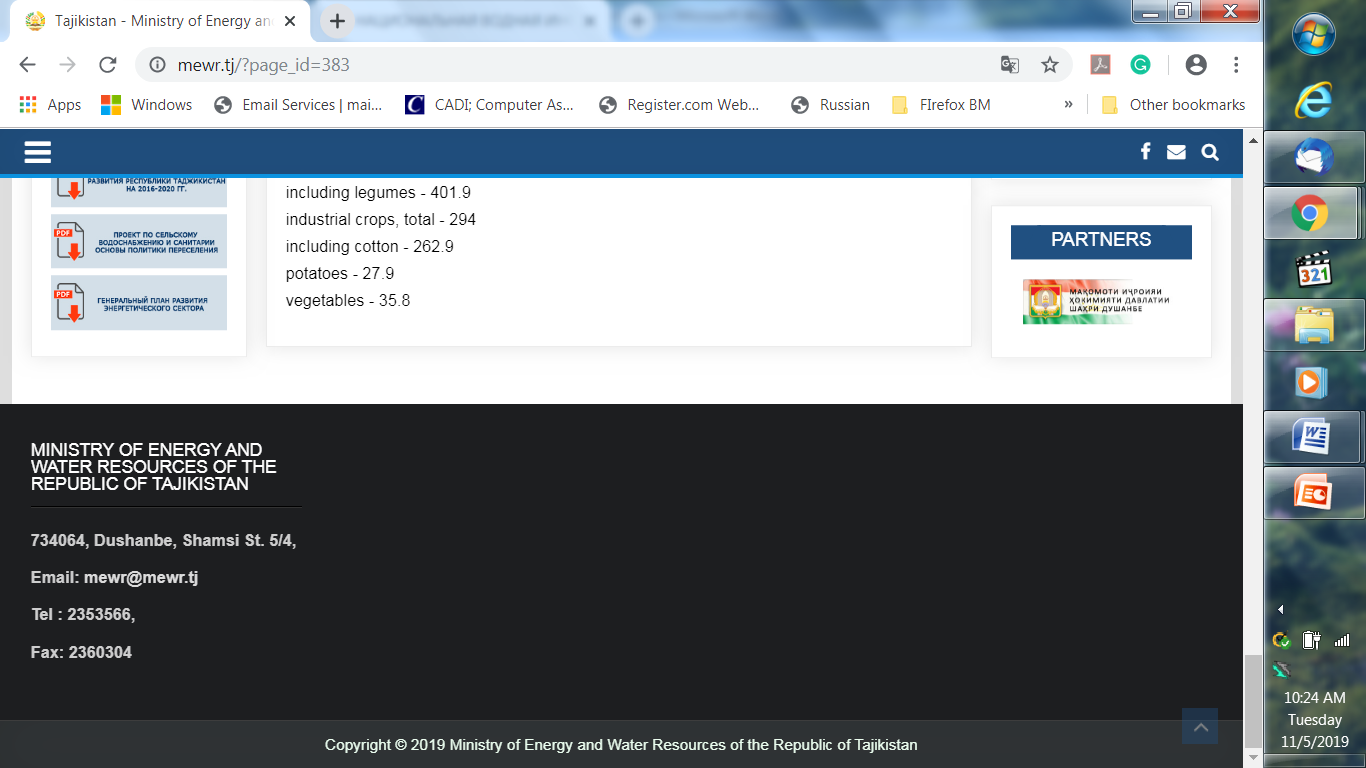 Tajikistan - Ministry of Energy an
mewr.tj/?page_id=383
Apps
Windows
Email Services | mai...
CADI; Computer As...
Register.com Web...
Russian
FIrefox BM
»
Other bookmarks
РАЗВИТИЯ РЕСПУБЛИКИ ТАДЖИКИСТАН
НА 2016-2020 ГГ.
PDF
ПРОЕКТ ПО СЕЛЬСКОМУ
ВОДОСНАБЖЕНИЮ И САНИТАРИИ
ОСНОВЫ ПОЛИТИКИ ПЕРЕСЕЛЕНИЯ
PDF
ГЕНЕРАЛЬНЫЙ ПЛАН РАЗВИТИЯ
ЭНЕРГЕТИЧЕСКОГО СЕКТОРА
including legumes - 401.9
industrial crops, total - 294
including cotton - 262.9
potatoes - 27.9
vegetables - 35.8
PARTNERS
МАҚОМОТИ ИҶРОИЯИ
ҲОКИМИЯТИ ДАВЛАТИИ
ШАҲРИ ДУШАНБЕ
MINISTRY OF ENERGY AND
WATER RESOURCES OF THE
REPUBLIC OF TAJIKISTAN
734064, Dushanbe, Shamsi St. 5/4,
Email: mewr@mewr.tj
Tel : 2353566,
Fax: 2360304
Copyright © 2019 Ministry of Energy and Water Resources of the Republic of Tajikistan
321
10:24 AM
Tuesday
11/5/2019